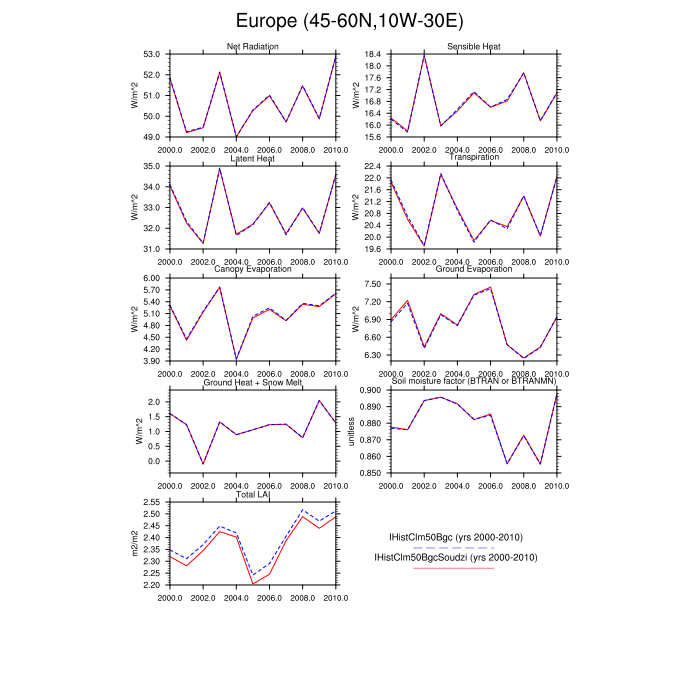 Europe (45-60N,10W-30E)
Net Radiation
Sensible Heat
53.0
52.0
51.0
50.0
49.0
W/m^2
2000.0 2002.0 2004.0 2006.0 2008.0 2010.0
18.4
17.6
16.8
16.0
15.6
17.2
W/m^2
2000.0 2002.0 2004.0 2006.0 2008.0 2010.0
Latent Heat
Transpiration
35.0
34.0
33.0
32.0
31.0
W/m^2
2000.0 2002.0 2004.0 2006.0 2008.0 2010.0
22.4
22.0
21.6
21.2
20.8
20.4
20.0
19.6
W/m^2
2000.0 2002.0 2004.0 2006.0 2008.0 2010.0
Canopy Evaporation
Ground Evaporation
6.00
5.70
5.40
5.10
4.80
4.50
4.20
3.90
W/m^2
2000.0 2002.0 2004.0 2006.0 2008.0 2010.0
7.50
7.20
6.90
6.60
6.30
W/m^2
2000.0 2002.0 2004.0 2006.0 2008.0 2010.0
Ground Heat + Snow Melt
Soil moisture factor (BTRAN or BTRANMN)
2.0
1.5
1.0
0.5
0.0
W/m^2
2000.0 2002.0 2004.0 2006.0 2008.0 2010.0
0.900
0.890
0.880
0.870
0.860
0.850
unitless
2000.0 2002.0 2004.0 2006.0 2008.0 2010.0
Total LAI
2.55
2.50
2.45
2.40
2.35
2.30
2.25
2.20
m2/m2
2000.0 2002.0 2004.0 2006.0 2008.0 2010.0
IHistClm50Bgc (yrs 2000-2010)
IHistClm50BgcSoudzi (yrs 2000-2010)